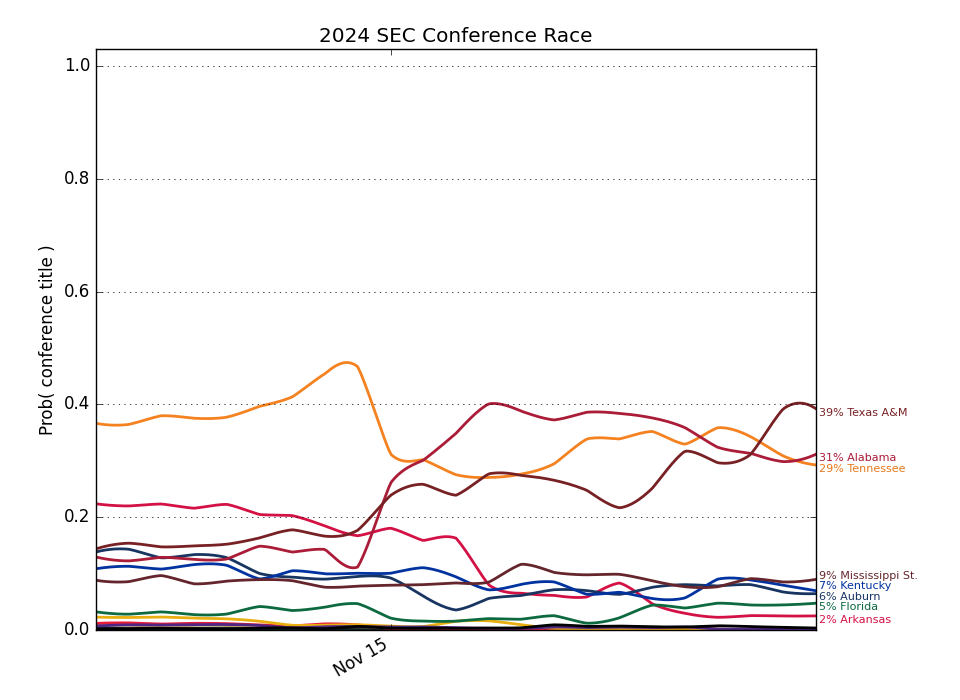 2024 SEC Conference Race
Prob( conference title )
1.0
0.8
0.6
0.4
0.2
0.0
Nov 15
39% Texas A&M
31% Alabama
29% Tennessee
9% Mississippi St.
7% Kentucky
6% Auburn
5% Florida
2% Arkansas